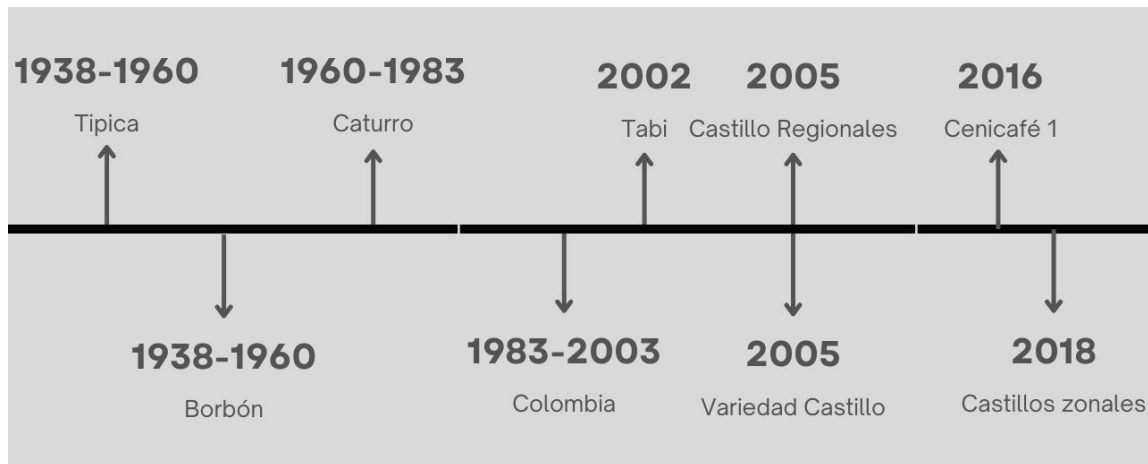 1938-1960
Tipica
1960-1983
Caturro
2002
Tabi
2005
Castillo Regionales
2016
Cenicafé 1
1938-1960
Borbón
1983-2003
Colombia
2005
Variedad Castillo
2018
Castillos zonales